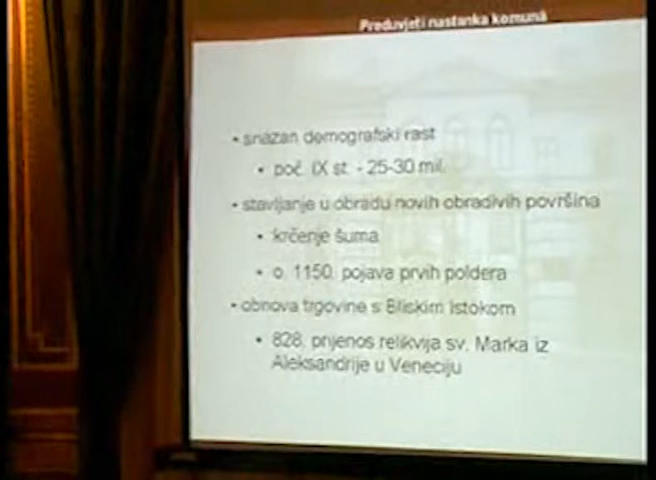 Preduvjeti nastanka komunâ
• snažan demografski rast
• poč. IX st. - 25-30 mil.
• stavljanje u obradu novih obradivih površina
• krčenje šuma
• o. 1150. pojava prvih poldera
• obnova trgovine s Bliskim Istokom
• 828. prijenos relikvija sv. Marka iz
Aleksandrije u Veneciju